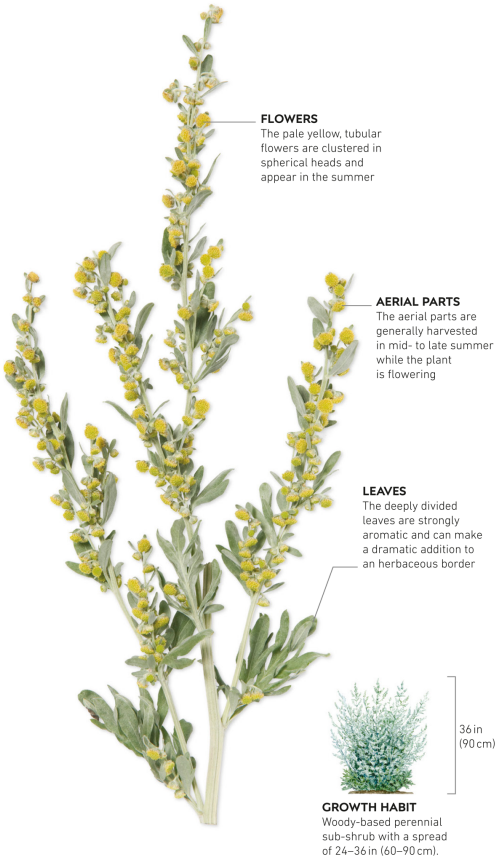 FLOWERS
The pale yellow, tubular
flowers are clustered in
spherical heads and
appear in the summer
AERIAL PARTS
The aerial parts are
generally harvested
in mid- to late summer
while the plant
is flowering
LEAVES
The deeply divided
leaves are strongly
aromatic and can make
a dramatic addition to
an herbaceous border
36 in
(90 cm)
GROWTH HABIT
Woody-based perennial
sub-shrub with a spread
of 24–36 in (60–90 cm).